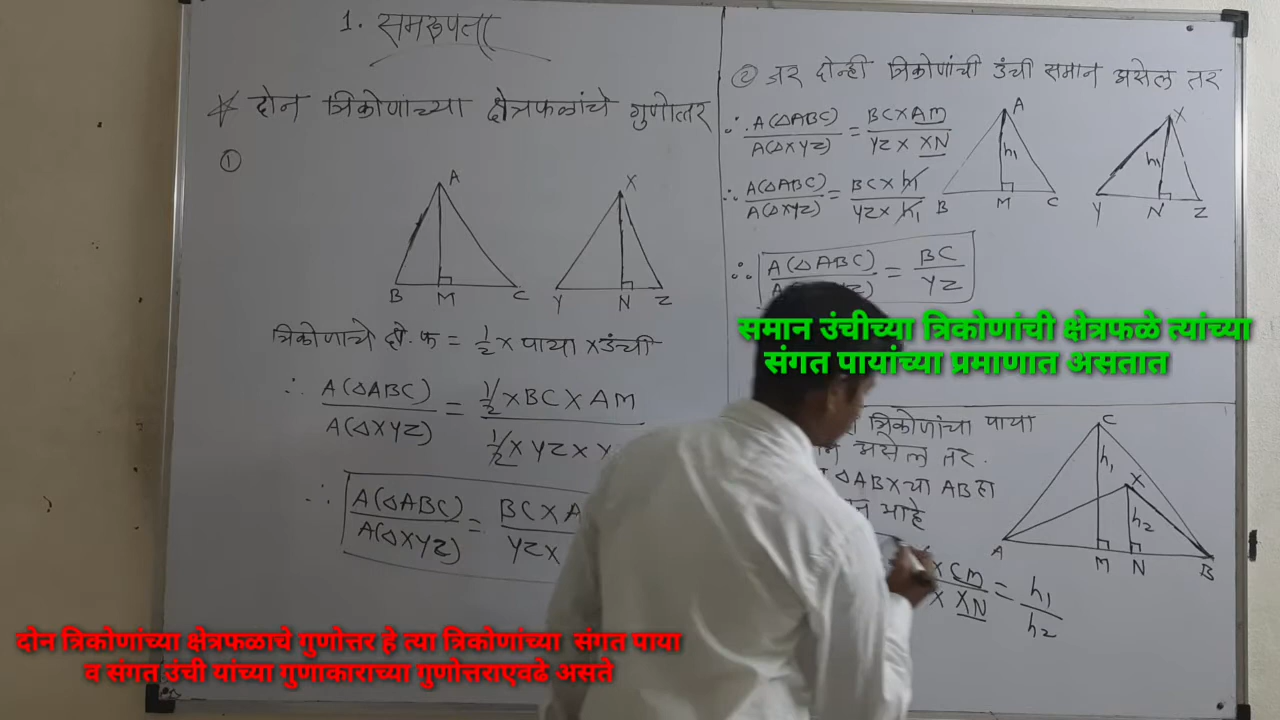 1. समरूपता
* दोन त्रिकोणांच्या क्षेत्रफळांचे गुणोत्तर
①
A
B M C
X
Y N Z
त्रिकोणाचे क्षे. फ = 1/2 x पाया x उंची
∴ A(△ABC)/A(△XYZ) = 1/2 x BC x AM / 1/2 x YZ x
∴ A(△ABC)/A(△XYZ) = BC x A / YZ x
② जर दोन्ही त्रिकोणांची उंची समान असेल तर
∴ A(△ABC)/A(△XYZ) = BC x AM / YZ x XN
∴ A(△ABC)/A(△XYZ) = BC x h₁ / YZ x h₁
A
h₁
B M C
X
h₁
Y N Z
∴ A(△ABC) = BC/YZ
समान उंचीच्या त्रिकोणांची क्षेत्रफळे त्यांच्या
संगत पायांच्या प्रमाणात असतात
त्रिकोणांचा पाया
असेल तर.
△ABX चा AB हा
आहे
x CM / x XN = h₁/h₂
C
h₁
X
h₂
A M N B
दोन त्रिकोणांच्या क्षेत्रफळाचे गुणोत्तर हे त्या त्रिकोणांच्या संगत पाया
व संगत उंची यांच्या गुणाकाराच्या गुणोत्तराएवढे असते